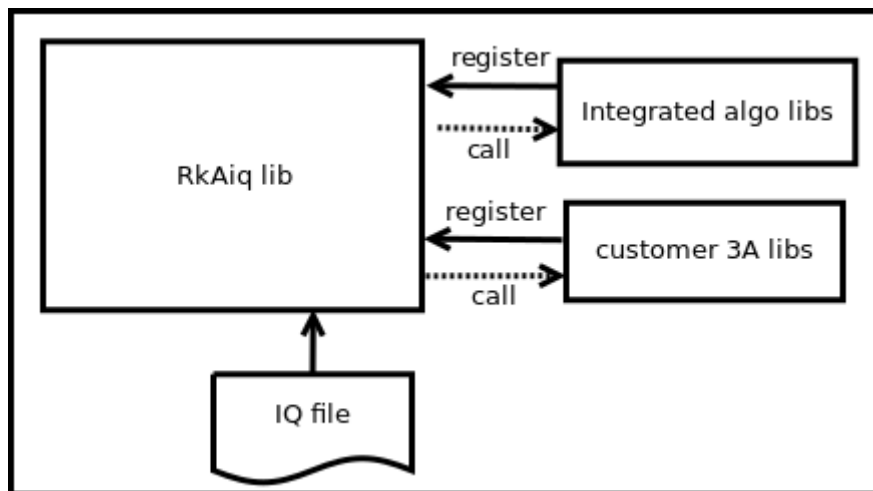 register
Integrated algo libs
call
RkAiq lib
register
customer 3A libs
call
IQ file